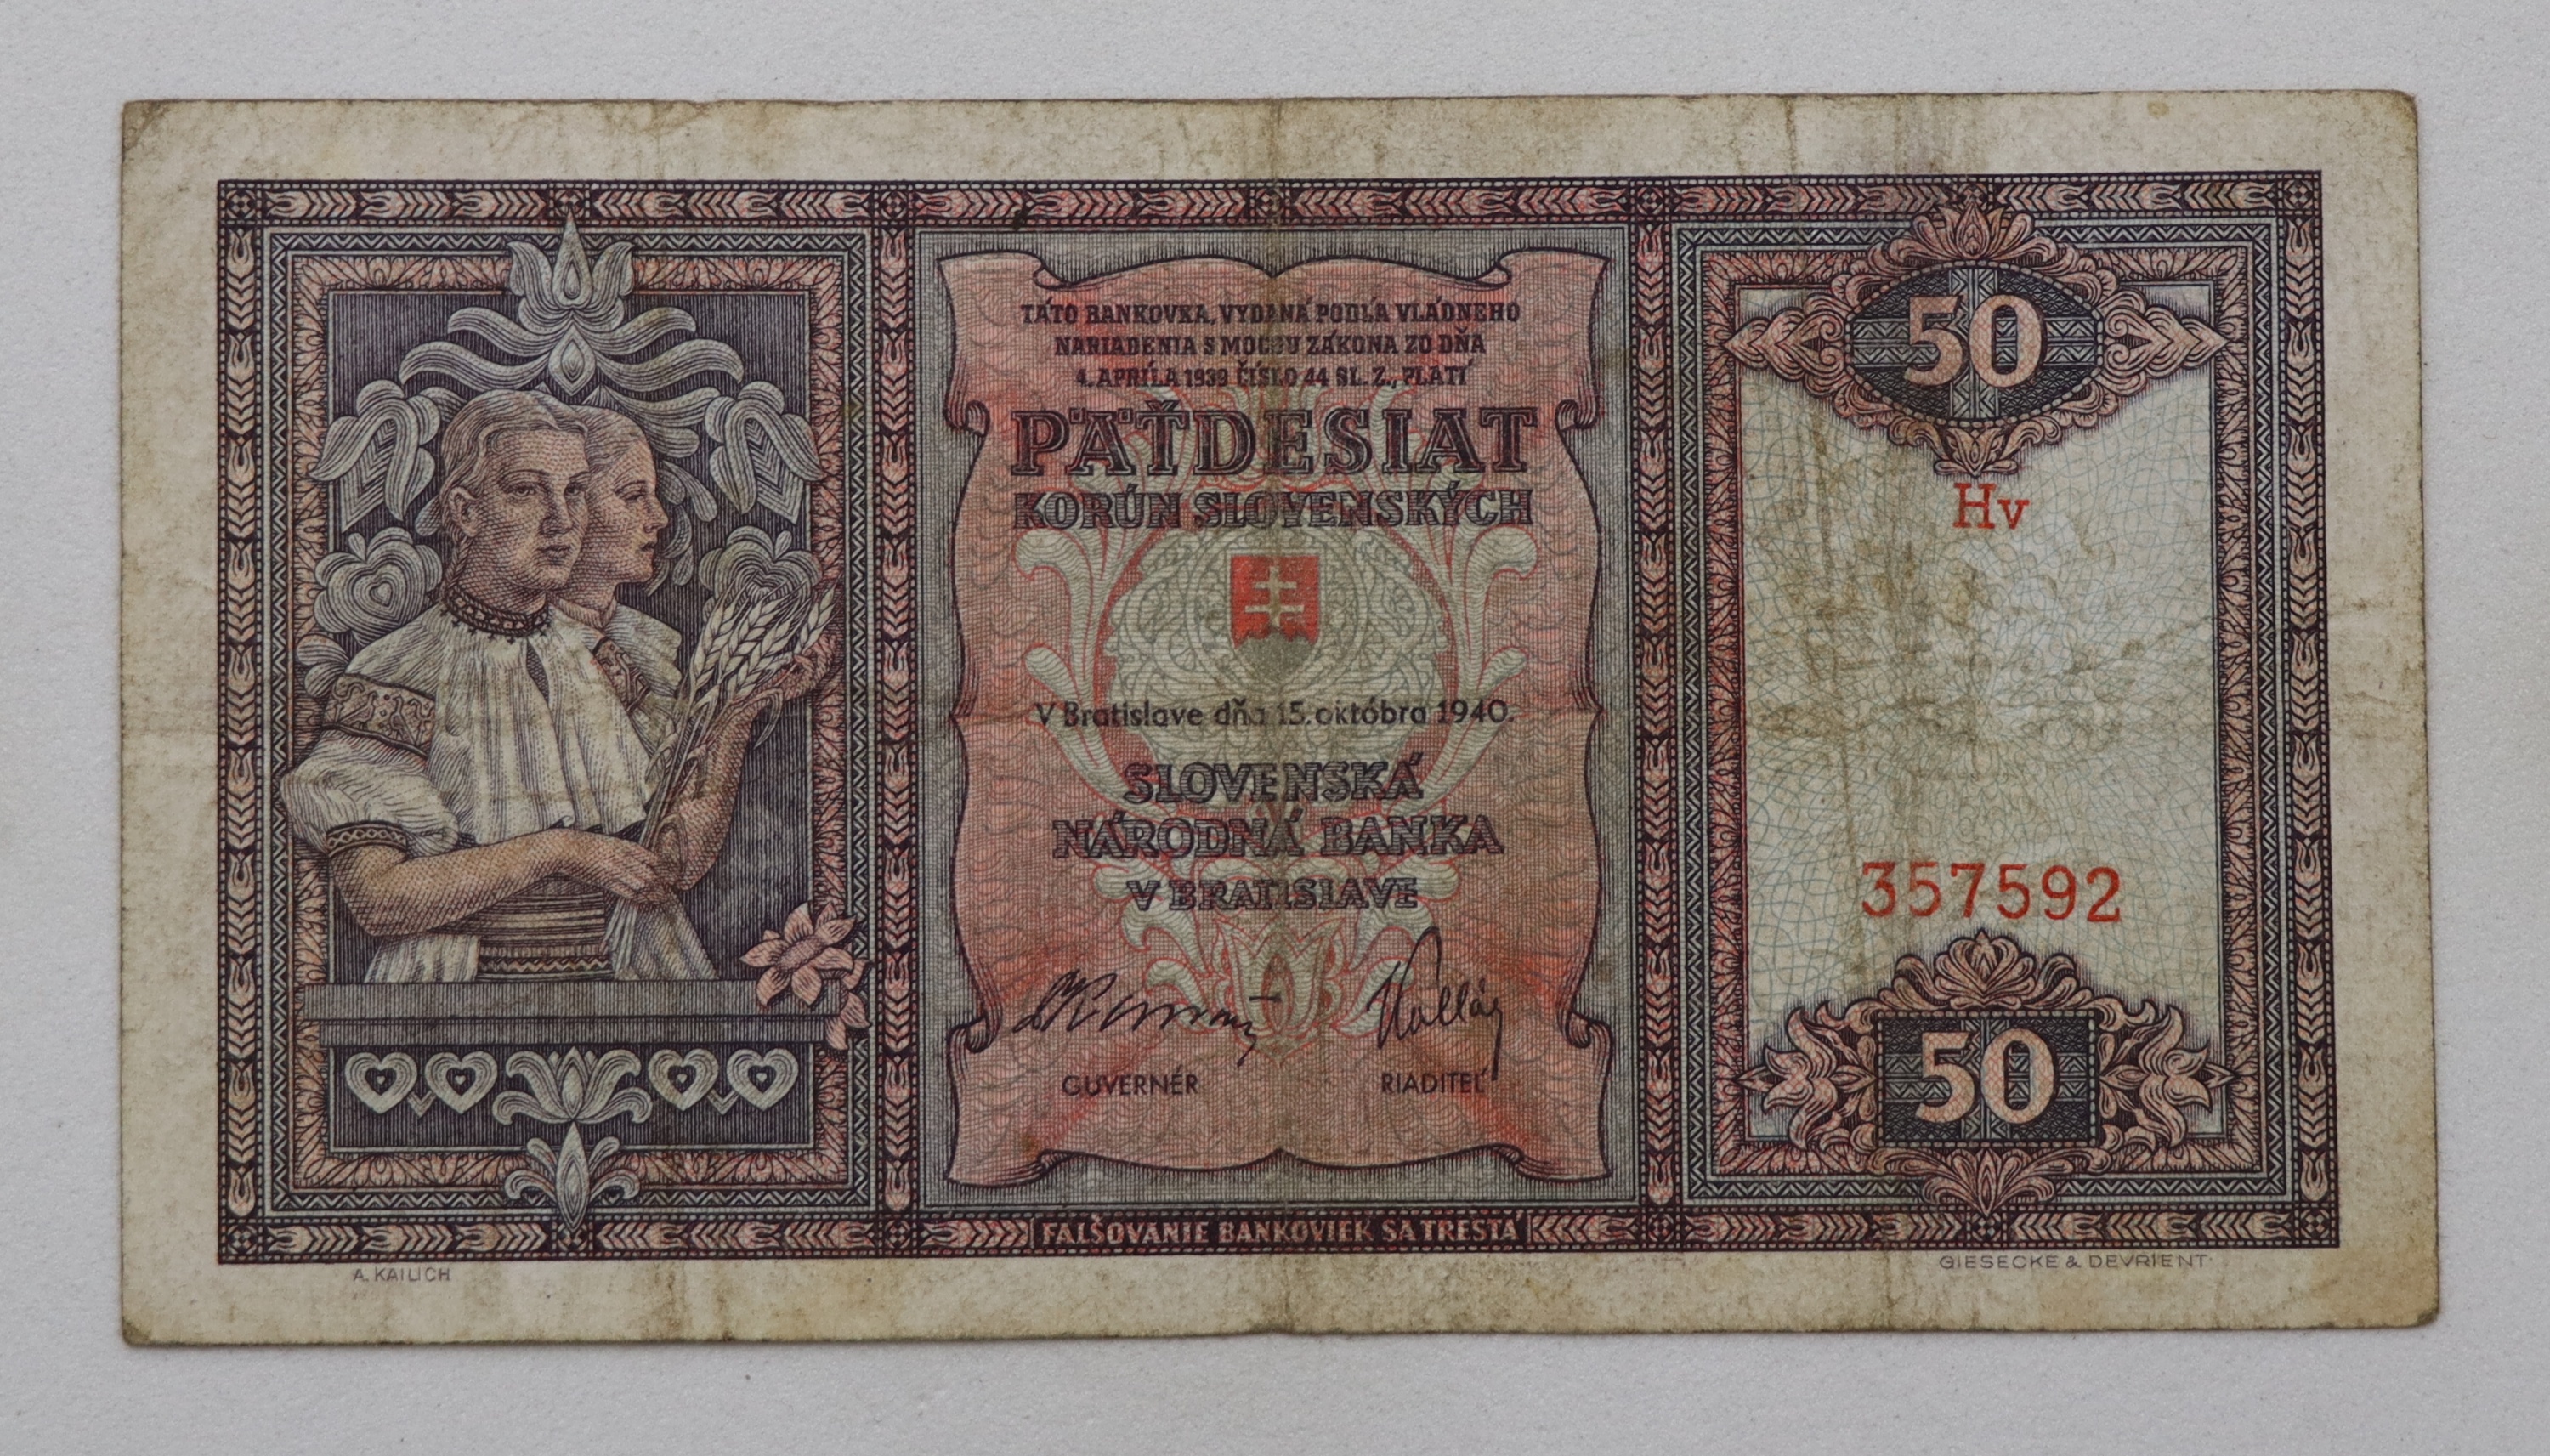 TÁTO BANKOVKA, VYDANÁ PODĽA VLÁDNEHO
NARIADENIA S MOCOU ZÁKONA ZO DŇA
4. APRÍLA 1939 ČÍSLO 44 SL. Z., PLATÍ
PÄŤDESIAT
KORÚN SLOVENSKÝCH
V Bratislave dňa 15. októbra 1940.
SLOVENSKÁ
NÁRODNÁ BANKA
V BRATISLAVE
GUVERNÉR RIADITEĽ
FALŠOVANIE BANKOVIEK SA TRESTÁ
50
Hv
357592
50
A. KAILICH
GIESECKE & DEVRIENT